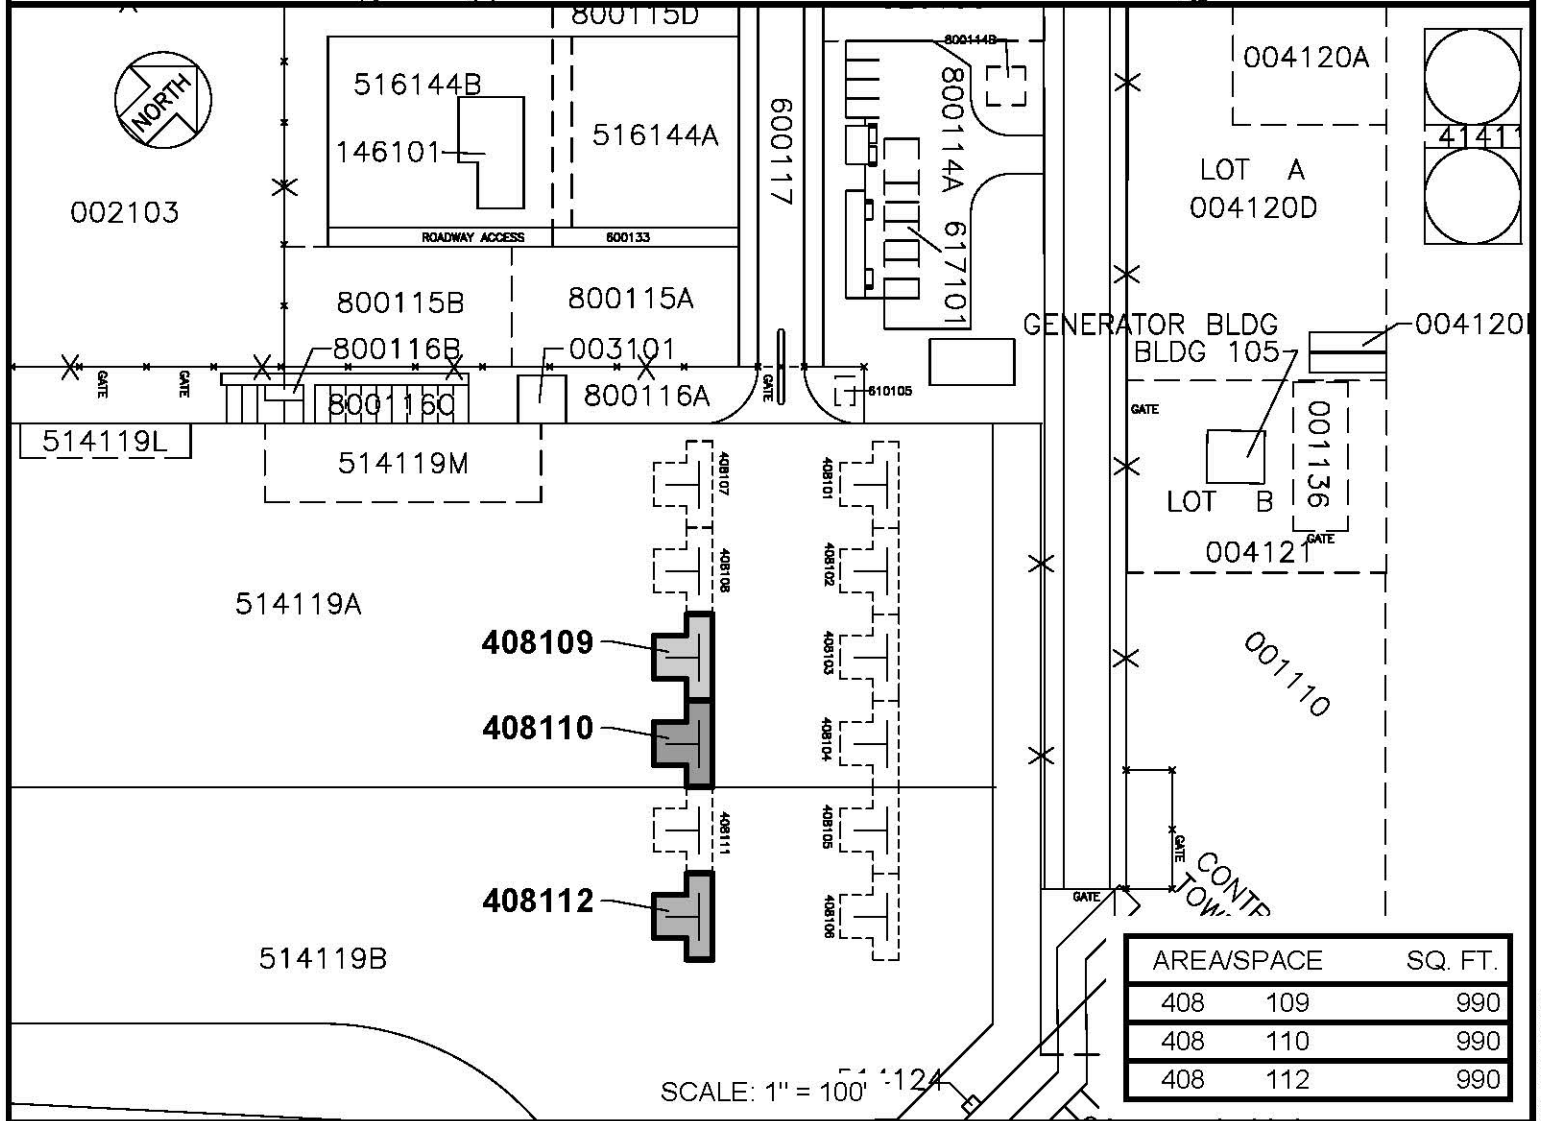 800115D
800114B
004120A
516144B
NORTH
516144A
600117
800114A
146101
LOT A
002103
004120D
617101
ROADWAY ACCESS
600133
800115B
800115A
GENERATOR BLDG
BLDG 105
800116B
003101
GATE
GATE
800116C
800116A
GATE
610105
GATE
001136
514119L
514119M
408107
408101
LOT B
GATE
004121
408108
408102
514119A
408109
408103
001110
408110
408104
408111
408105
GATE
GATE
408112
408106
514119B
AREA/SPACE SQ. FT.
408 109 990
408 110 990
408 112 990
SCALE: 1" = 100'